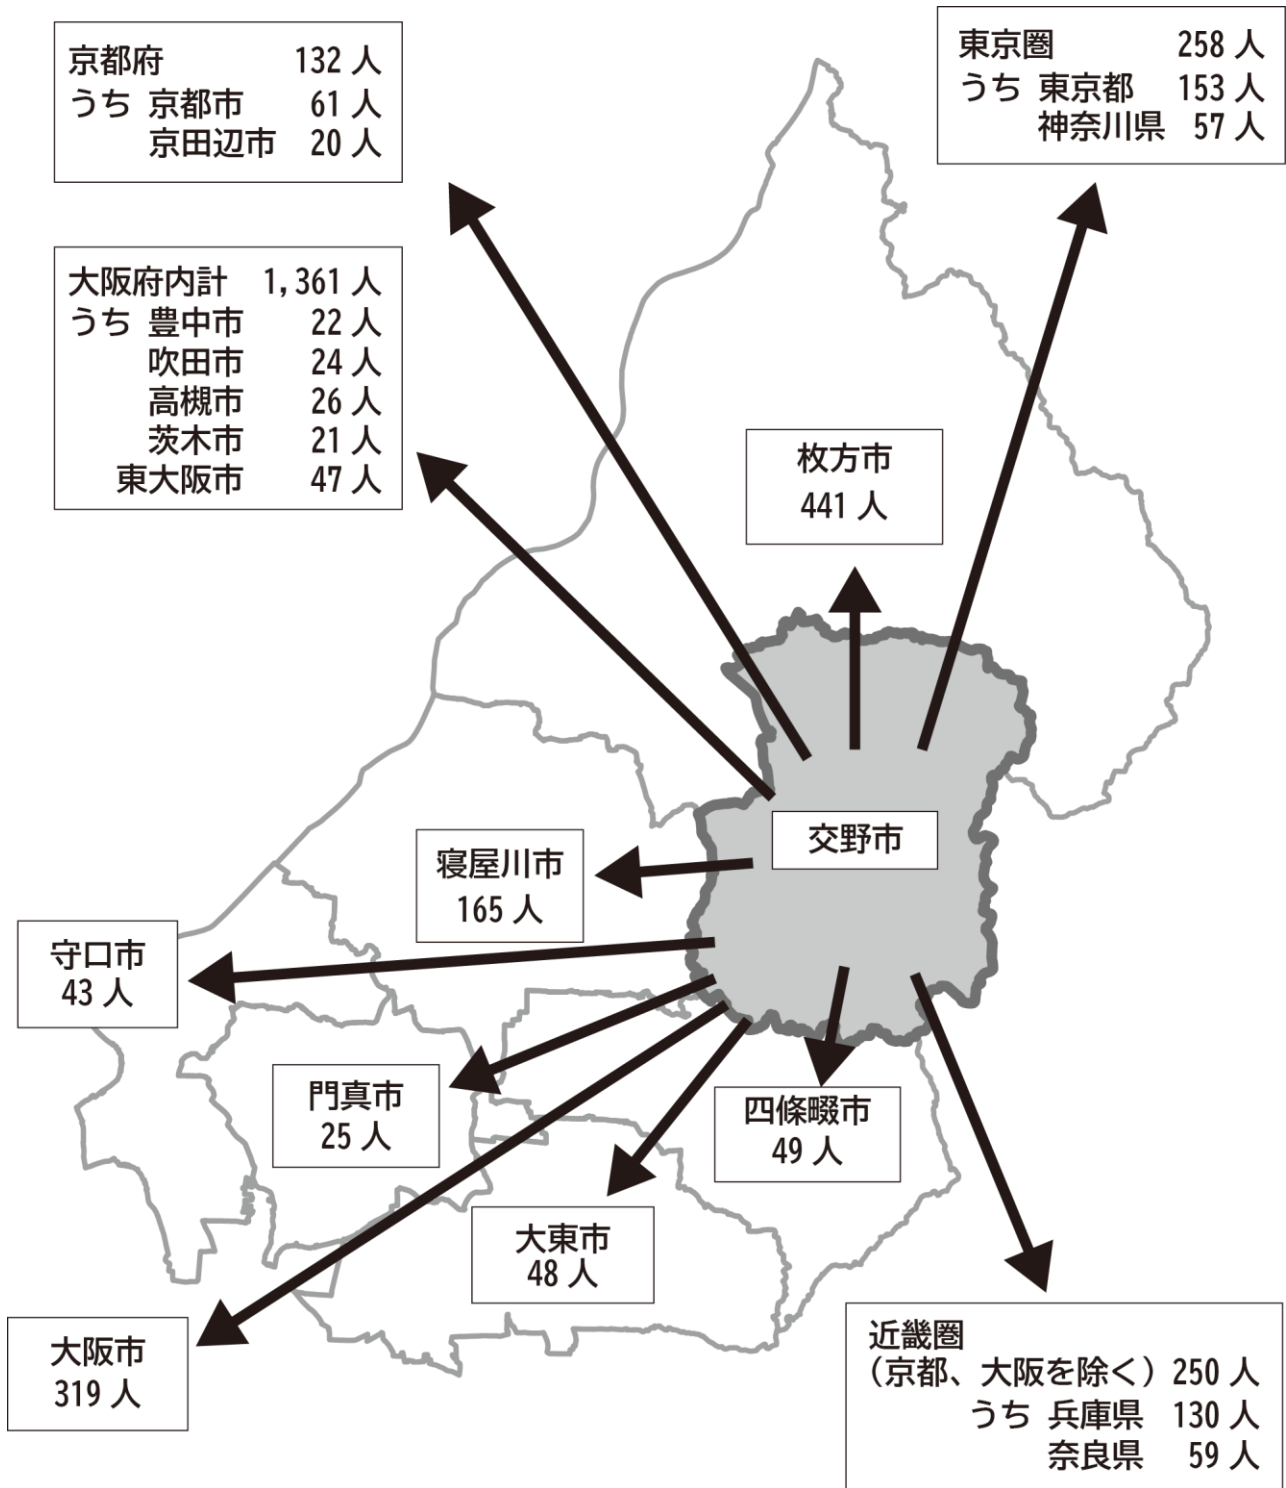 京都府 132 人
うち 京都市 61 人
京田辺市 20 人
東京圏 258 人
うち 東京都 153 人
神奈川県 57 人
大阪府内計 1,361 人
うち 豊中市 22 人
吹田市 24 人
高槻市 26 人
茨木市 21 人
東大阪市 47 人
枚方市
441 人
交野市
寝屋川市
165 人
守口市
43 人
門真市
25 人
四條畷市
49 人
大東市
48 人
大阪市
319 人
近畿圏
(京都、大阪を除く) 250 人
うち 兵庫県 130 人
奈良県 59 人